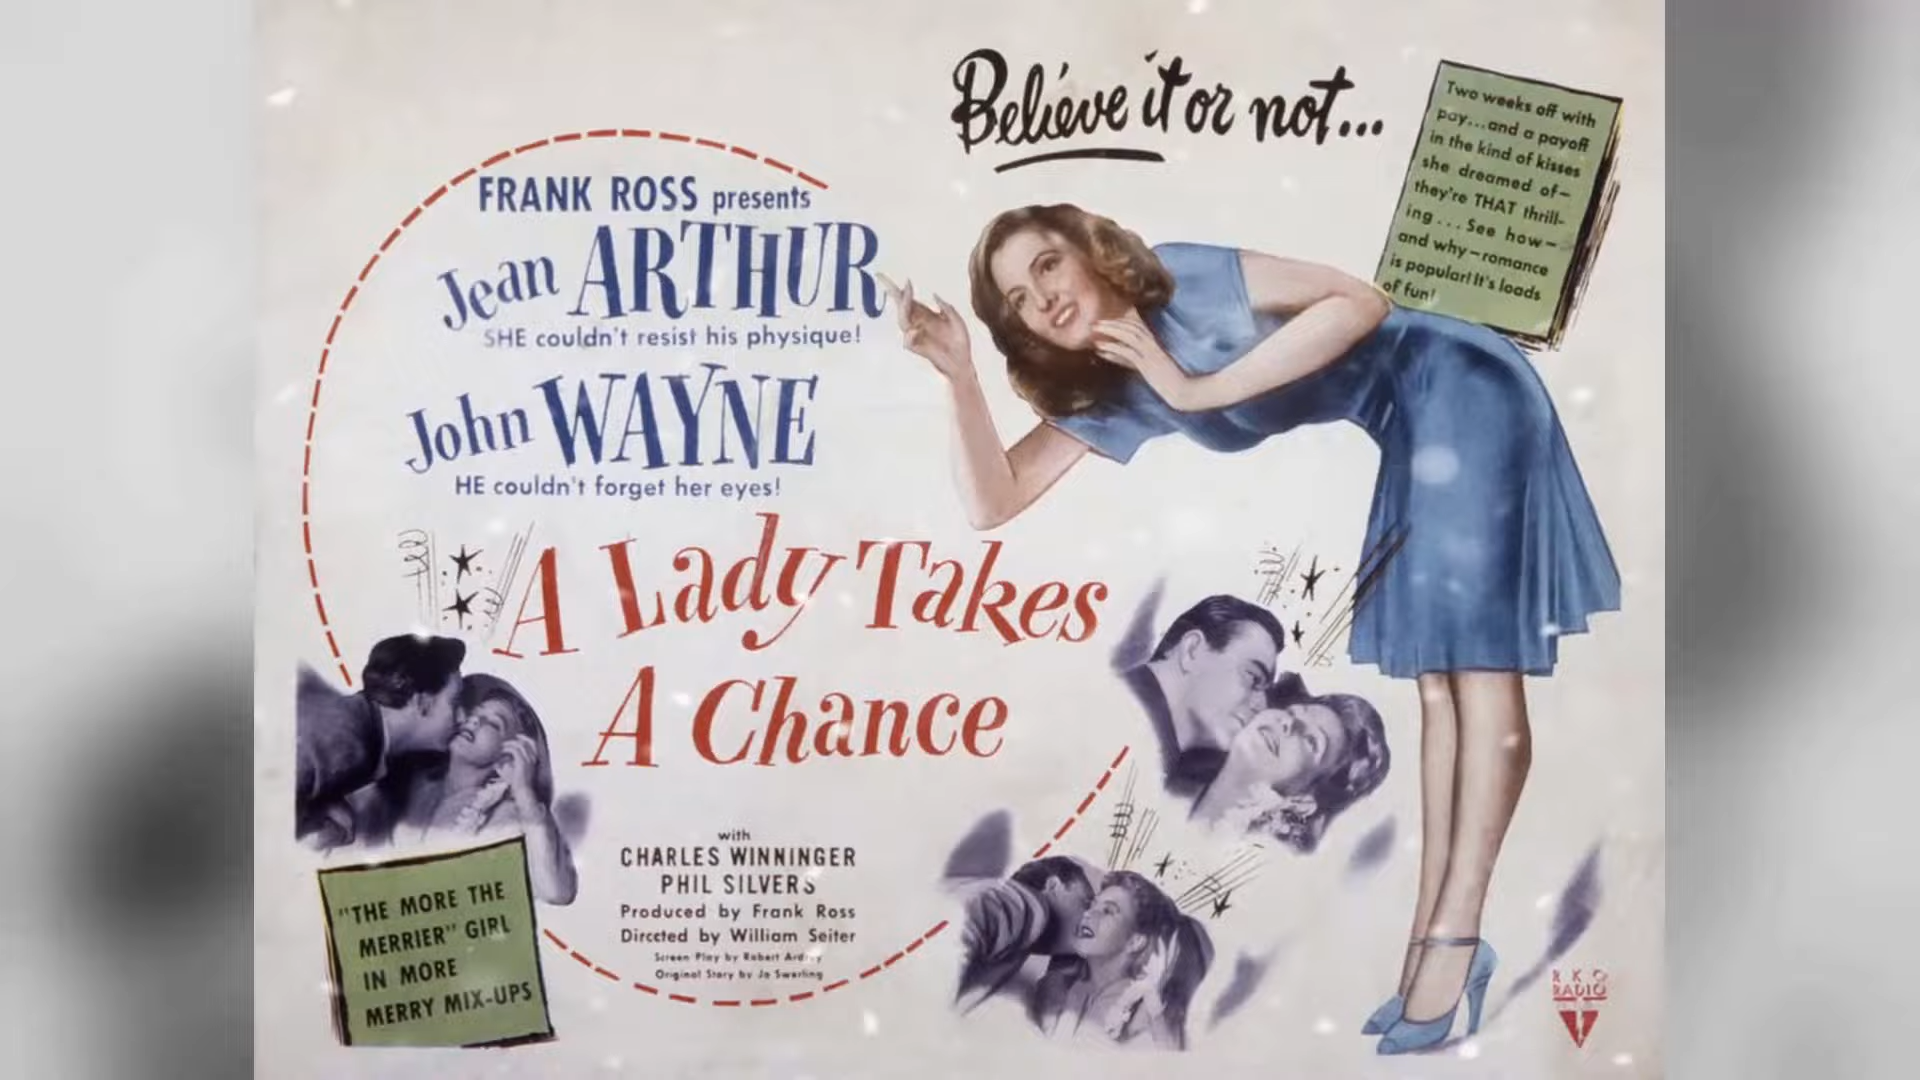 Believe it or not...
Two weeks off with
pay...and a payoff
in the kind of kisses
she dreamed of—
they're THAT thrill-
ing... See how—
and why—romance
is popular! It's loads
of fun!
FRANK ROSS presents
Jean ARTHUR
SHE couldn't resist his physique!
John WAYNE
HE couldn't forget her eyes!
A Lady Takes
A Chance
with
CHARLES WINNINGER
PHIL SILVERS
Produced by Frank Ross
Directed by William Seiter
Screen Play by Robert Ardrey
Original Story by Jo Swerling
"THE MORE THE
MERRIER" GIRL
IN MORE
MERRY MIX-UPS
RKO
RADIO